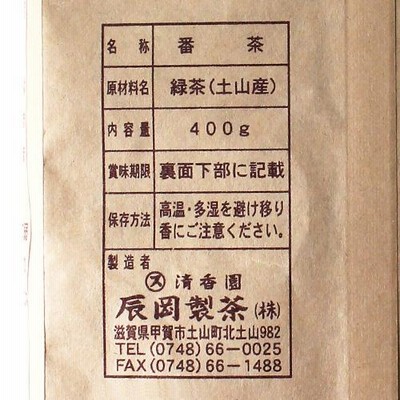 名称 番茶
原材料名 緑茶(土山産)
内容量 400g
賞味期限 裏面下部に記載
保存方法 高温・多湿を避け移り
香にご注意ください。
製造者
㋜ 清香園
辰岡製茶(株)
滋賀県甲賀市土山町北土山982
TEL(0748)66-0025
FAX(0748)66-1488